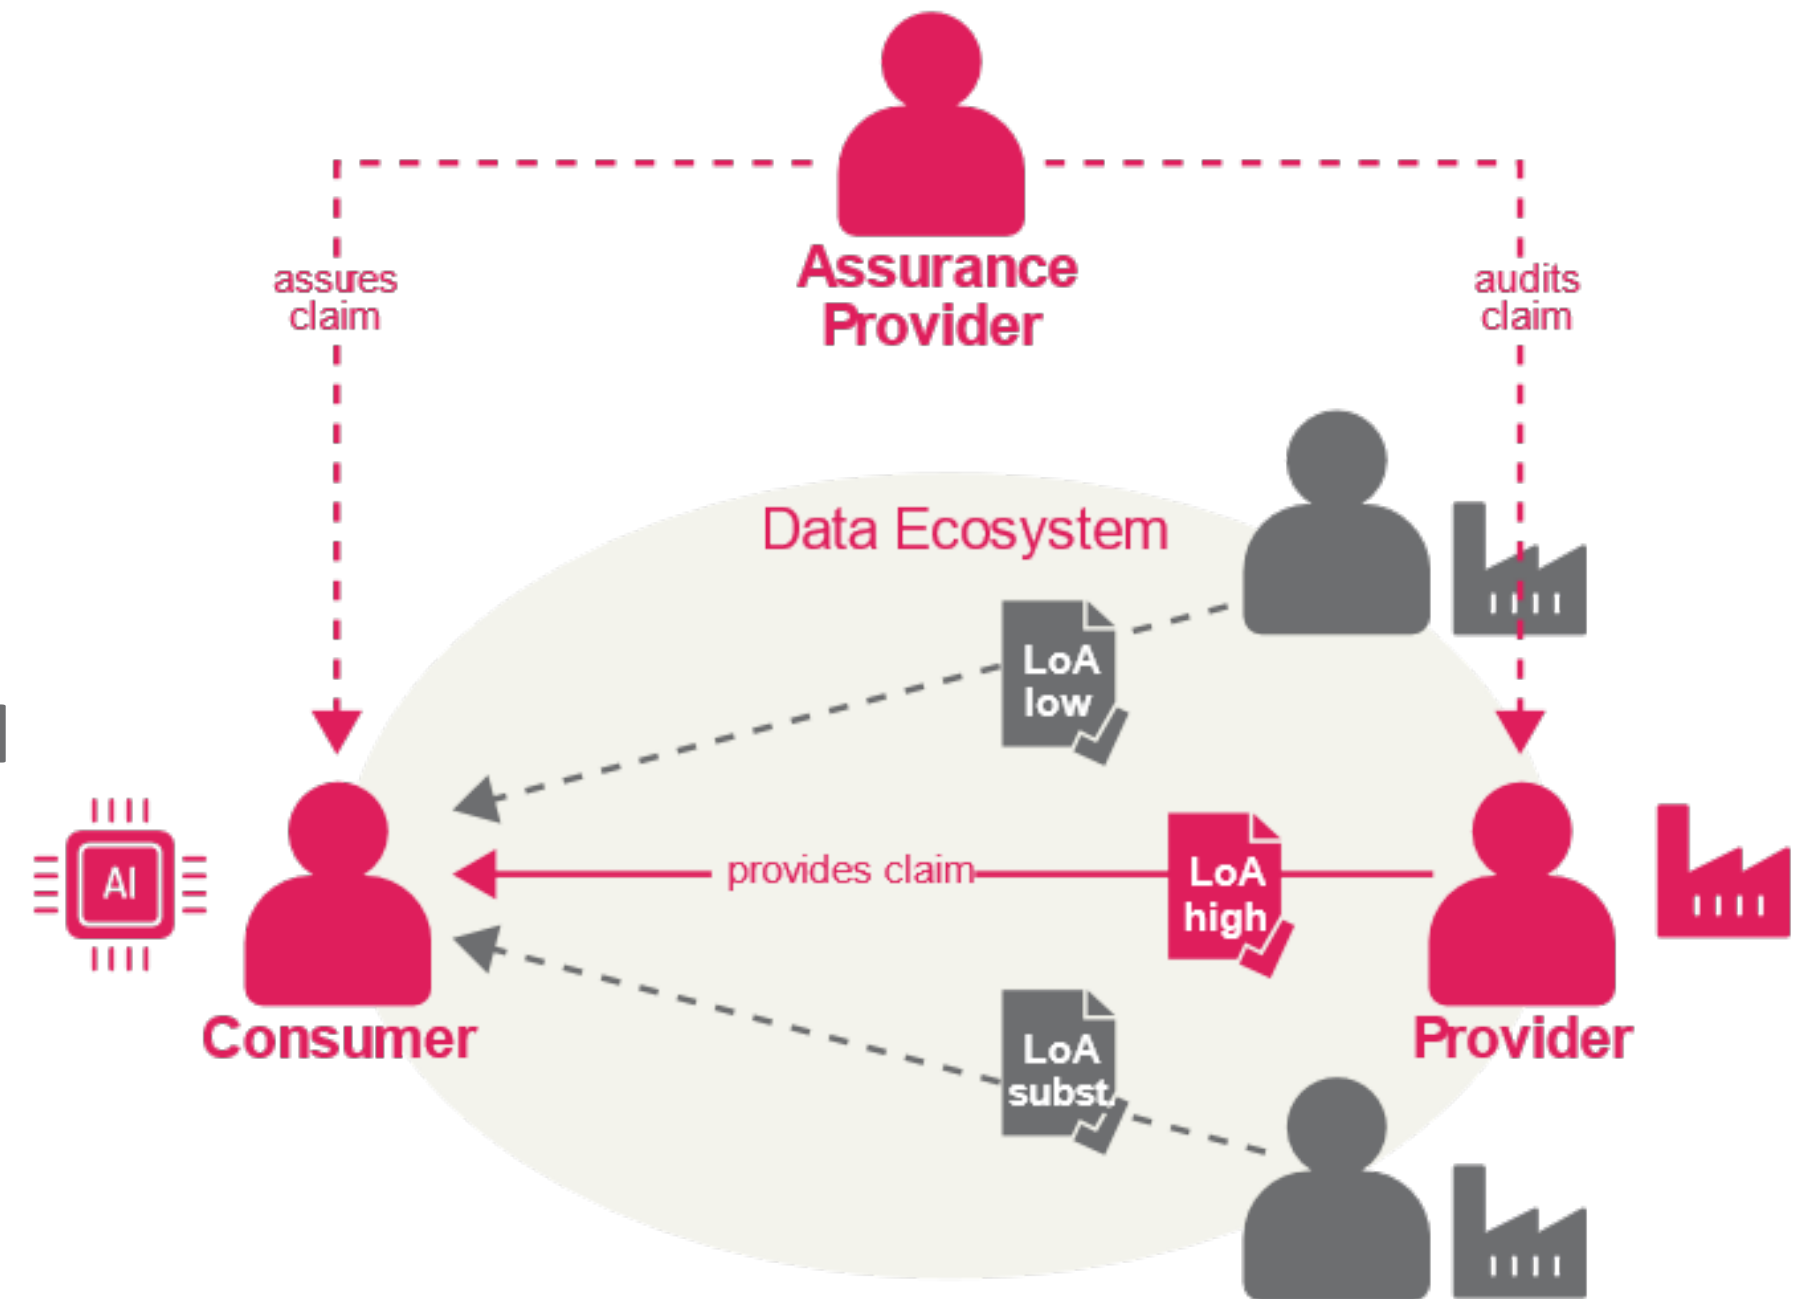 Assurance
Provider
assures
claim
audits
claim
Data Ecosystem
LoA
low
AI
provides claim
LoA
high
Consumer
Provider
LoA
subst.